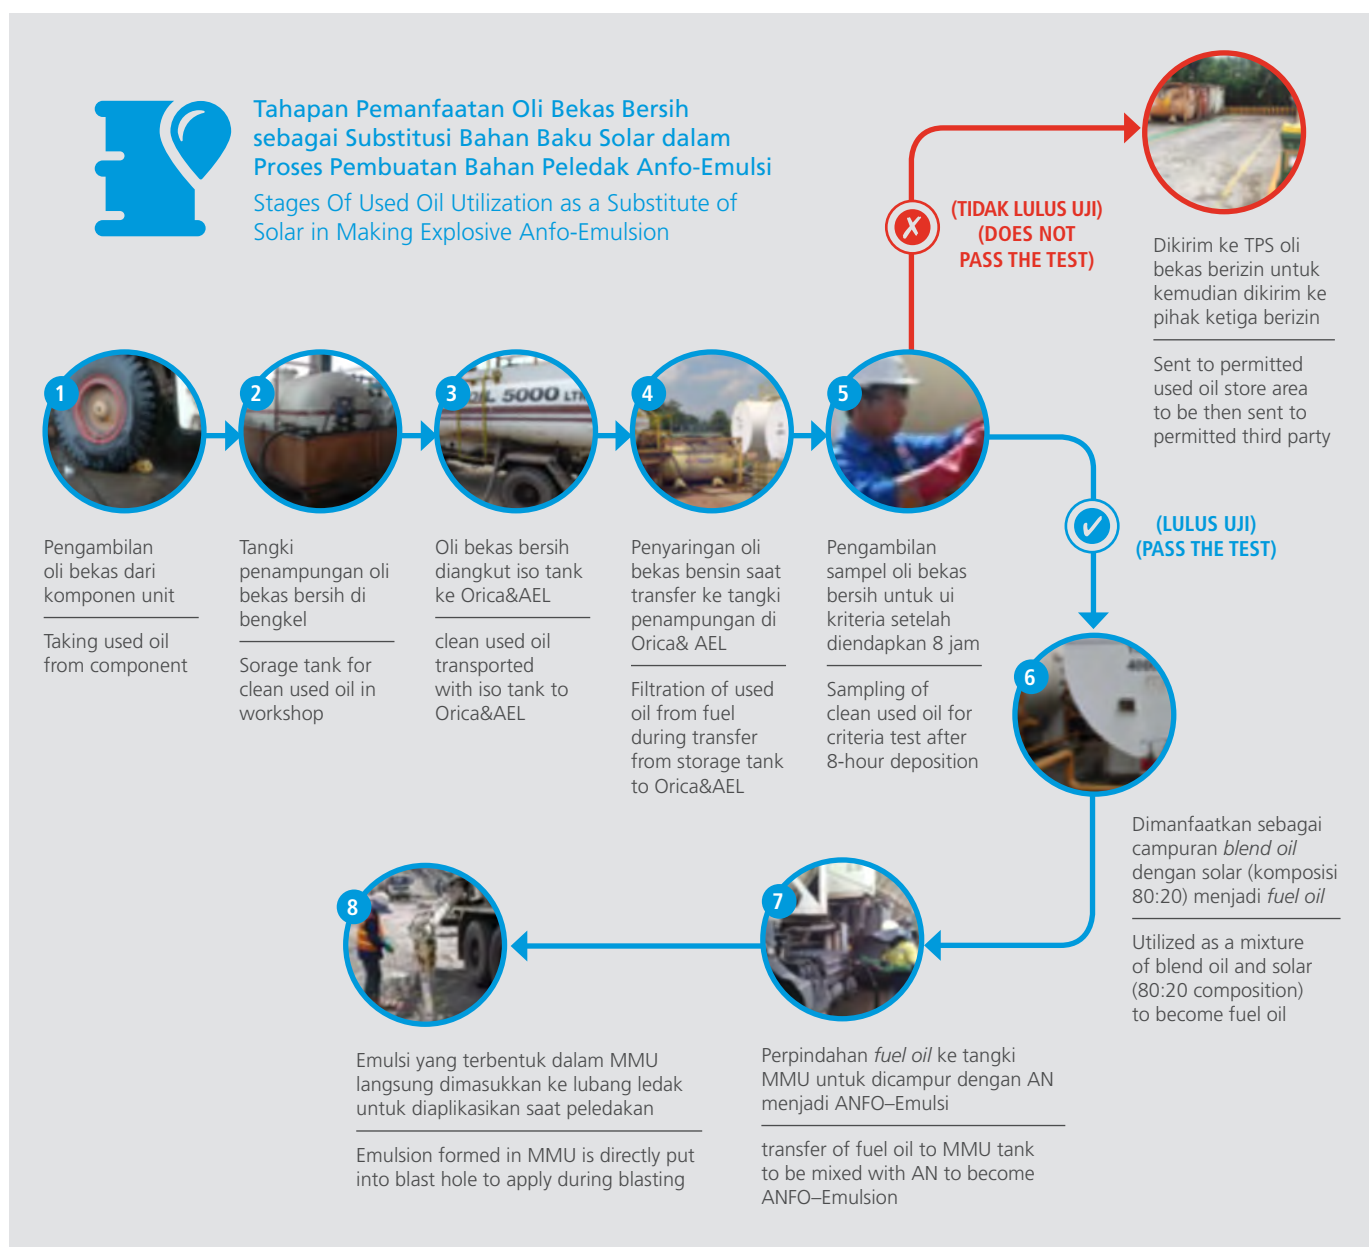 Tahapan Pemanfaatan Oli Bekas Bersih
sebagai Substitusi Bahan Baku Solar dalam
Proses Pembuatan Bahan Peledak Anfo-Emulsi
Stages Of Used Oil Utilization as a Substitute of
Solar in Making Explosive Anfo-Emulsion
(TIDAK LULUS UJI)
(DOES NOT
PASS THE TEST)
Dikirim ke TPS oli
bekas berizin untuk
kemudian dikirim ke
pihak ketiga berizin
Sent to permitted
used oil store area
to be then sent to
permitted third party
1
Pengambilan
oli bekas dari
komponen unit
Taking used oil
from component
2
Tangki
penampungan oli
bekas bersih di
bengkel
Sorage tank for
clean used oil in
workshop
3
OIL 5000 LTR
Oli bekas bersih
diangkut iso tank
ke Orica&AEL
clean used oil
transported
with iso tank to
Orica&AEL
4
Penyaringan oli
bekas bensin saat
transfer ke tangki
penampungan di
Orica& AEL
Filtration of used
oil from fuel
during transfer
from storage tank
to Orica&AEL
5
Pengambilan
sampel oli bekas
bersih untuk ui
kriteria setelah
diendapkan 8 jam
Sampling of
clean used oil for
criteria test after
8-hour deposition
(LULUS UJI)
(PASS THE TEST)
6
Dimanfaatkan sebagai
campuran blend oil
dengan solar (komposisi
80:20) menjadi fuel oil
Utilized as a mixture
of blend oil and solar
(80:20 composition)
to become fuel oil
7
Perpindahan fuel oil ke tangki
MMU untuk dicampur dengan AN
menjadi ANFO–Emulsi
transfer of fuel oil to MMU tank
to be mixed with AN to become
ANFO–Emulsion
8
Emulsi yang terbentuk dalam MMU
langsung dimasukkan ke lubang ledak
untuk diaplikasikan saat peledakan
Emulsion formed in MMU is directly put
into blast hole to apply during blasting